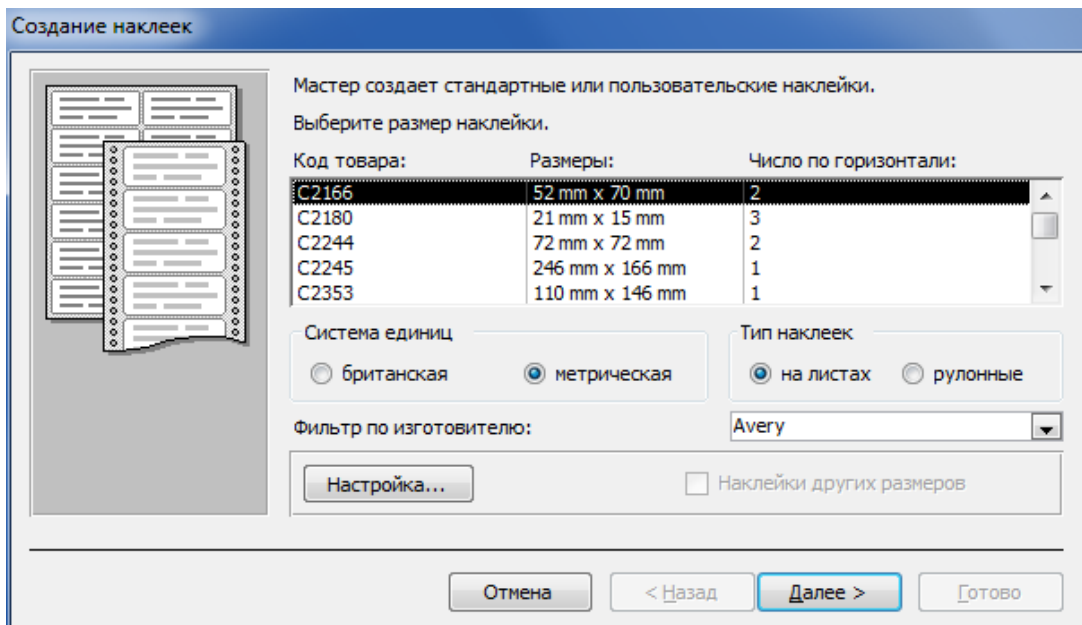 Создание наклеек
Мастер создает стандартные или пользовательские наклейки.
Выберите размер наклейки.
Код товара: Размеры: Число по горизонтали:
C2166 52 mm x 70 mm 2
C2180 21 mm x 15 mm 3
C2244 72 mm x 72 mm 2
C2245 246 mm x 166 mm 1
C2353 110 mm x 146 mm 1
Система единиц Тип наклеек
британская метрическая на листах рулонные
Фильтр по изготовителю: Avery
Настройка... Наклейки других размеров
Отмена < Назад Далее > Готово